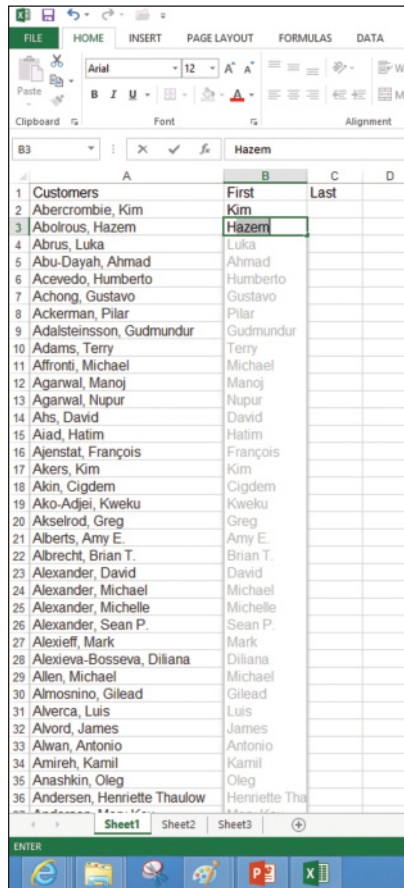 FILE HOME INSERT PAGE LAYOUT FORMULAS DATA
Arial 12 A A
Paste B I U A
Clipboard Font Alignment
B3 fx Hazem
A B C D
1 Customers First Last
2 Abercrombie, Kim Kim
3 Abolrous, Hazem Hazem
4 Abrus, Luka Luka
5 Abu-Dayah, Ahmad Ahmad
6 Acevedo, Humberto Humberto
7 Achong, Gustavo Gustavo
8 Ackerman, Pilar Pilar
9 Adalsteinsson, Gudmundur Gudmundur
10 Adams, Terry Terry
11 Affronti, Michael Michael
12 Agarwal, Manoj Manoj
13 Agarwal, Nupur Nupur
14 Ahs, David David
15 Aiad, Hatim Hatim
16 Ajenstat, François François
17 Akers, Kim Kim
18 Akin, Cigdem Cigdem
19 Ako-Adjei, Kweku Kweku
20 Akselrod, Greg Greg
21 Alberts, Amy E. Amy E.
22 Albrecht, Brian T. Brian T.
23 Alexander, David David
24 Alexander, Michael Michael
25 Alexander, Michelle Michelle
26 Alexander, Sean P. Sean P.
27 Alexieff, Mark Mark
28 Alexieva-Bosseva, Diliana Diliana
29 Allen, Michael Michael
30 Almosnino, Gilead Gilead
31 Alverca, Luis Luis
32 Alvord, James James
33 Alwan, Antonio Antonio
34 Amireh, Kamil Kamil
35 Anashkin, Oleg Oleg
36 Andersen, Henriette Thaulow Henriette Tha
Sheet1 Sheet2 Sheet3
ENTER